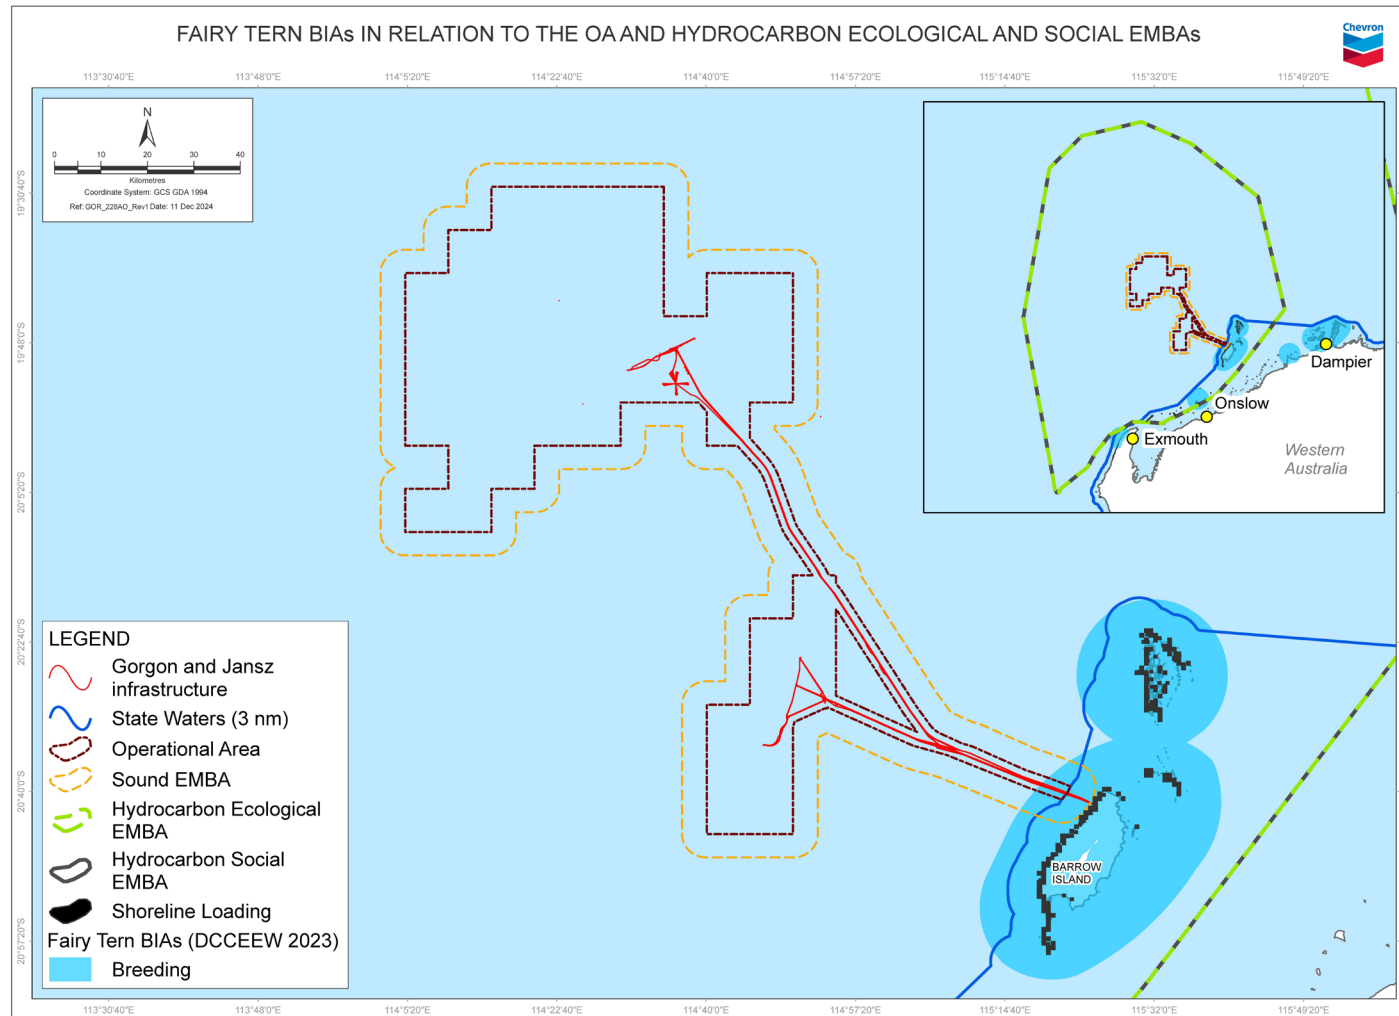 FAIRY TERN BIAs IN RELATION TO THE OA AND HYDROCARBON ECOLOGICAL AND SOCIAL EMBAs
Chevron
113°30'40"E
113°48'0"E
114°5'20"E
114°22'40"E
114°40'0"E
114°57'20"E
115°14'40"E
115°32'0"E
115°49'20"E
N
0 10 20 30 40
Kilometres
Coordinate System: GCS GDA 1994
Ref: GOR_228AO_Rev1 Date: 11 Dec 2024
19°30'40"S
19°48'0"S
20°5'20"S
20°22'40"S
20°40'0"S
20°57'20"S
Dampier
Onslow
Exmouth
Western
Australia
BARROW
ISLAND
LEGEND
Gorgon and Jansz
infrastructure
State Waters (3 nm)
Operational Area
Sound EMBA
Hydrocarbon Ecological
EMBA
Hydrocarbon Social
EMBA
Shoreline Loading
Fairy Tern BIAs (DCCEEW 2023)
Breeding
113°30'40"E
113°48'0"E
114°5'20"E
114°22'40"E
114°40'0"E
114°57'20"E
115°14'40"E
115°32'0"E
115°49'20"E